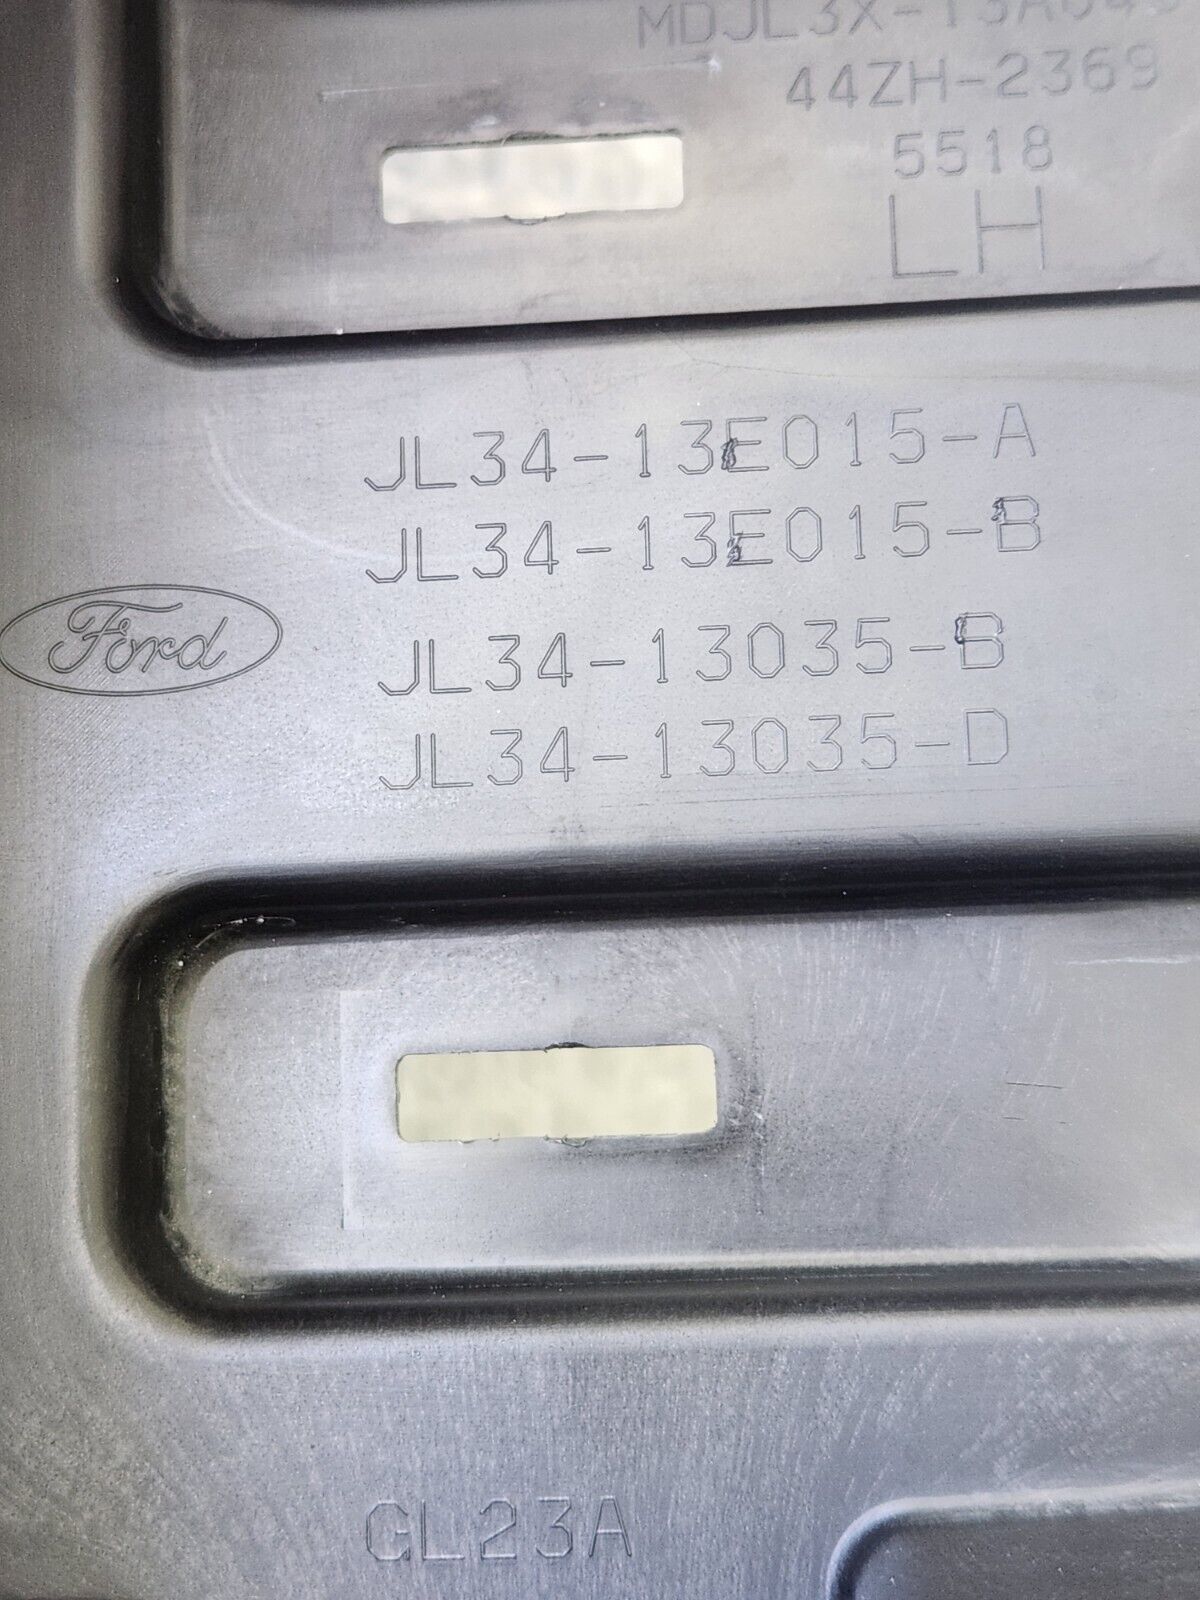 44ZH-2369
5518
LH
JL34-13E015-A
JL34-13E015-B
Ford
JL34-13035-B
JL34-13035-D
GL23A